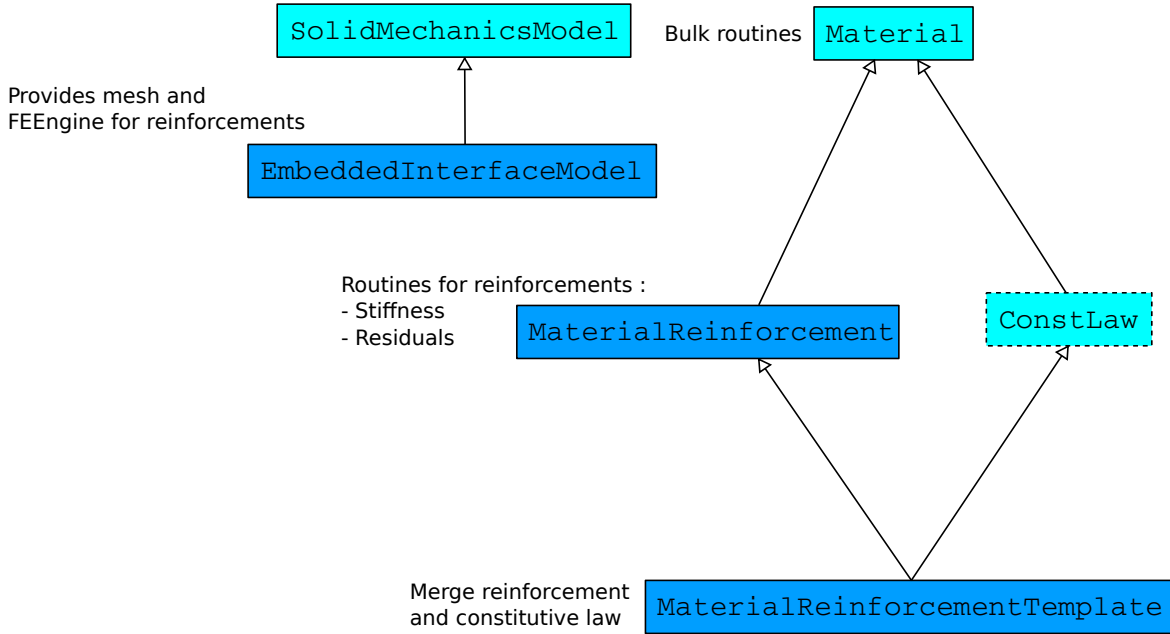 SolidMechanicsModel
Bulk routines
Material
Provides mesh and
FEEngine for reinforcements
EmbeddedInterfaceModel
Routines for reinforcements :
- Stiffness
- Residuals
MaterialReinforcement
ConstLaw
Merge reinforcement
and constitutive law
MaterialReinforcementTemplate